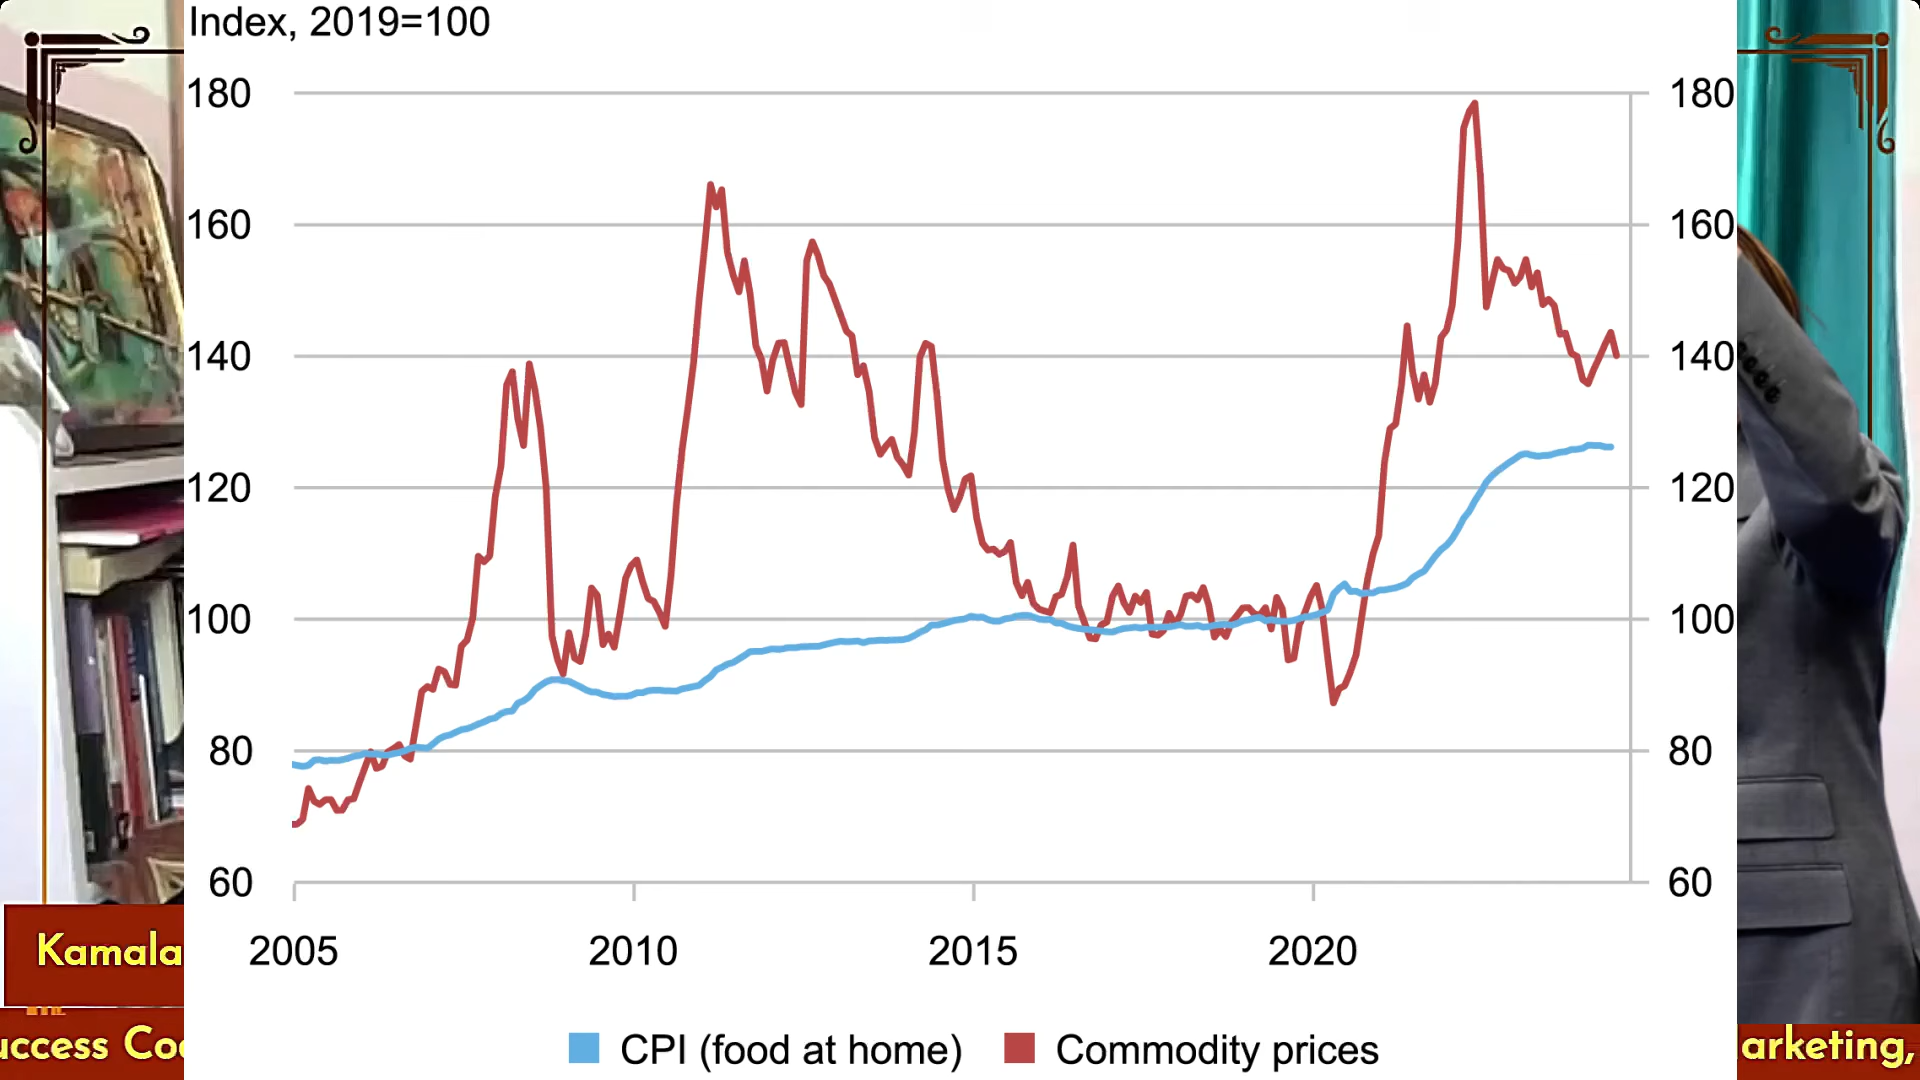 Index, 2019=100
180 180
160 160
140 140
120 120
100 100
80 80
60 60
2005 2010 2015 2020
CPI (food at home) Commodity prices
Kamala
uccess Co
arketing,